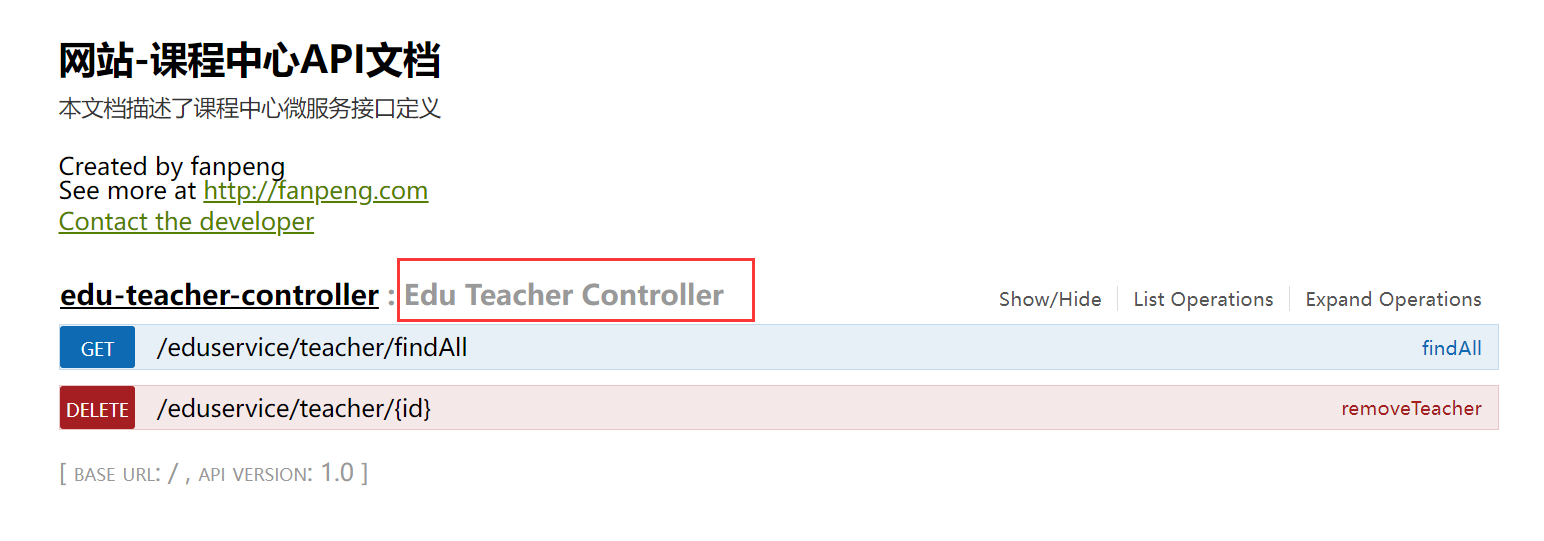 网站-课程中心API文档
本文档描述了课程中心微服务接口定义
Created by fanpeng
See more at http://fanpeng.com
Contact the developer
edu-teacher-controller : Edu Teacher Controller Show/Hide List Operations Expand Operations
GET /eduservice/teacher/findAll findAll
DELETE /eduservice/teacher/{id} removeTeacher
[ BASE URL: / , API VERSION: 1.0 ]